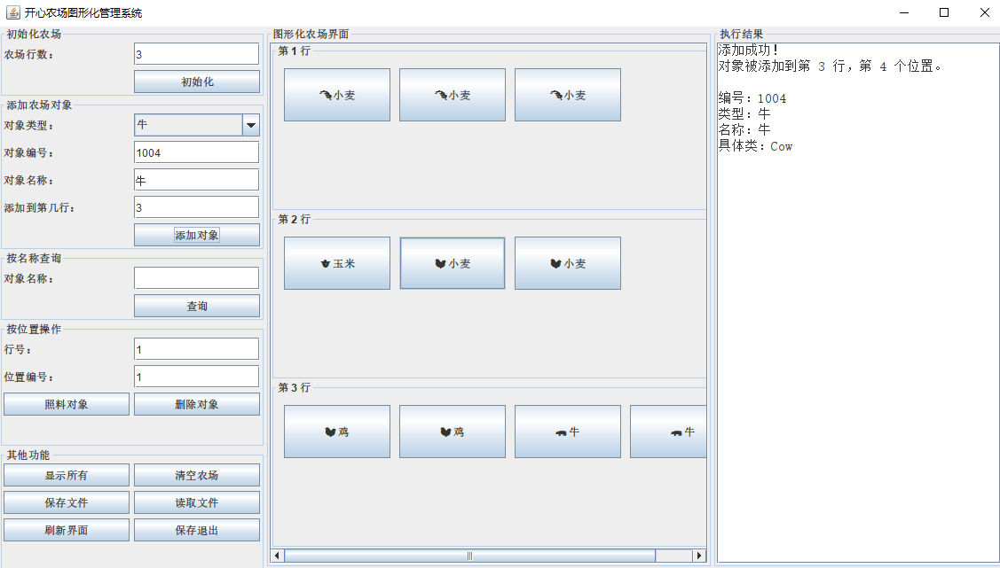 开心农场图形化管理系统
初始化农场
农场行数：
3
初始化
添加农场对象
对象类型：
牛
对象编号：
1004
对象名称：
牛
添加到第几行：
3
添加对象
按名称查询
对象名称：
查询
按位置操作
行号：
1
位置编号：
1
照料对象
删除对象
其他功能
显示所有
清空农场
保存文件
读取文件
刷新界面
保存退出
图形化农场界面
第 1 行
小麦
小麦
小麦
第 2 行
玉米
小麦
小麦
第 3 行
鸡
鸡
牛
牛
执行结果
添加成功！
对象被添加到第 3 行，第 4 个位置。
编号：1004
类型：牛
名称：牛
具体类：Cow